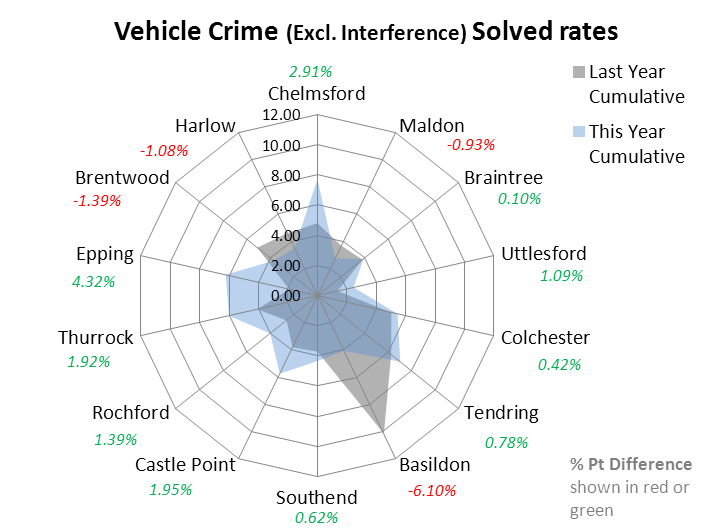 Vehicle Crime (Excl. Interference) Solved rates
2.91%
Chelmsford
Last Year
Cumulative
This Year
Cumulative
12.00
10.00
8.00
6.00
4.00
2.00
0.00
Maldon
-0.93%
Braintree
0.10%
Uttlesford
1.09%
Colchester
0.42%
Tendring
0.78%
Basildon
-6.10%
Southend
0.62%
Castle Point
1.95%
Rochford
1.39%
Thurrock
1.92%
Epping
4.32%
Brentwood
-1.39%
Harlow
-1.08%
% Pt Difference
shown in red or
green